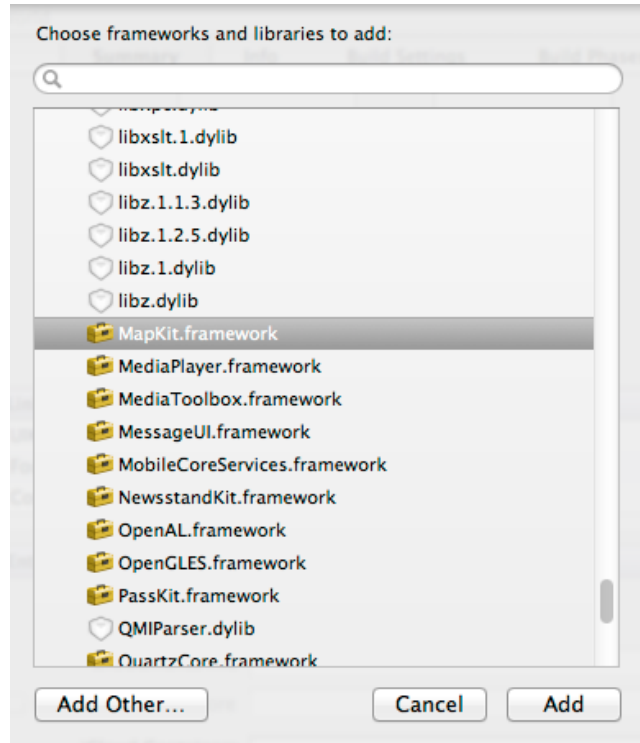 Choose frameworks and libraries to add:
libxslt.1.dylib
libxslt.dylib
libz.1.1.3.dylib
libz.1.2.5.dylib
libz.1.dylib
libz.dylib
MapKit.framework
MediaPlayer.framework
MediaToolbox.framework
MessageUI.framework
MobileCoreServices.framework
NewsstandKit.framework
OpenAL.framework
OpenGLES.framework
PassKit.framework
QMIParser.dylib
QuartzCore.framework
Add Other... Cancel Add